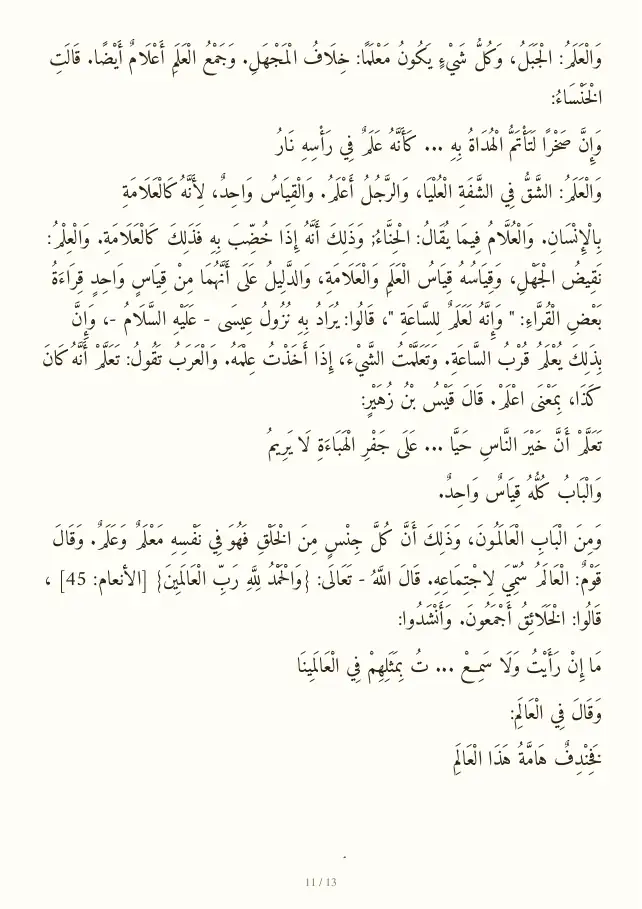 وَالْعَلَمُ: الْجَبَلُ، وَكُلُّ شَيْءٍ يَكُونُ مَعْلَمًا: خِلَافُ الْمَجْهَلِ. وَجَمْعُ الْعَلَمِ أَعْلَامٌ أَيْضًا. قَالَتِ
الْخَنْسَاءُ:
وَإِنَّ صَخْرًا لَتَأْتَمُّ الْهُدَاةُ بِهِ ... كَأَنَّهُ عَلَمٌ فِي رَأْسِهِ نَارُ
وَالْعَلَمُ: الشَّقُّ فِي الشَّفَةِ الْعُلْيَا، وَالرَّجُلُ أَعْلَمُ. وَالْقِيَاسُ وَاحِدٌ، لِأَنَّهُ كَالْعَلَامَةِ
بِالْإِنْسَانِ. وَالْعُلَّامُ فِيمَا يُقَالُ: الْحِنَّاءُ; وَذَلِكَ أَنَّهُ إِذَا خُضِّبَ بِهِ فَذَلِكَ كَالْعَلَامَةِ. وَالْعِلْمُ:
نَقِيضُ الْجَهْلِ، وَقِيَاسُهُ قِيَاسُ الْعَلَمِ وَالْعَلَامَةِ، وَالدَّلِيلُ عَلَى أَنَّهُمَا مِنْ قِيَاسٍ وَاحِدٍ قِرَاءَةُ
بَعْضِ الْقُرَّاءِ: " وَإِنَّهُ لَعَلَمٌ لِلسَّاعَةِ "، قَالُوا: يُرَادُ بِهِ نُزُولُ عِيسَى - عَلَيْهِ السَّلَامُ -، وَإِنَّ
بِذَلِكَ يُعْلَمُ قُرْبُ السَّاعَةِ. وَتَعَلَّمْتُ الشَّيْءَ، إِذَا أَخَذْتُ عِلْمَهُ. وَالْعَرَبُ تَقُولُ: تَعَلَّمْ أَنَّهُ كَانَ
كَذَا، بِمَعْنَى اعْلَمْ. قَالَ قَيْسُ بْنُ زُهَيْرٍ:
تَعَلَّمْ أَنَّ خَيْرَ النَّاسِ حَيًّا ... عَلَى جَفْرِ الْهَبَاءَةِ لَا يَرِيمُ
وَالْبَابُ كُلُّهُ قِيَاسٌ وَاحِدٌ.
وَمِنَ الْبَابِ الْعَالَمُونَ، وَذَلِكَ أَنَّ كُلَّ جِنْسٍ مِنَ الْخَلْقِ فَهُوَ فِي نَفْسِهِ مَعْلَمٌ وَعَلَمٌ. وَقَالَ
قَوْمٌ: الْعَالَمُ سُمِّيَ لِاجْتِمَاعِهِ. قَالَ اللَّهُ - تَعَالَى: {وَالْحَمْدُ لِلَّهِ رَبِّ الْعَالَمِينَ} [الأنعام: 45] ،
قَالُوا: الْخَلَائِقُ أَجْمَعُونَ. وَأَنْشَدُوا:
مَا إِنْ رَأَيْتُ وَلَا سَمِعْ ... تُ بِمَثَلِهِمْ فِي الْعَالَمِينَا
وَقَالَ فِي الْعَالَمِ:
فَخِنْدِفٌ هَامَّةُ هَذَا الْعَالَمِ
11 / 13